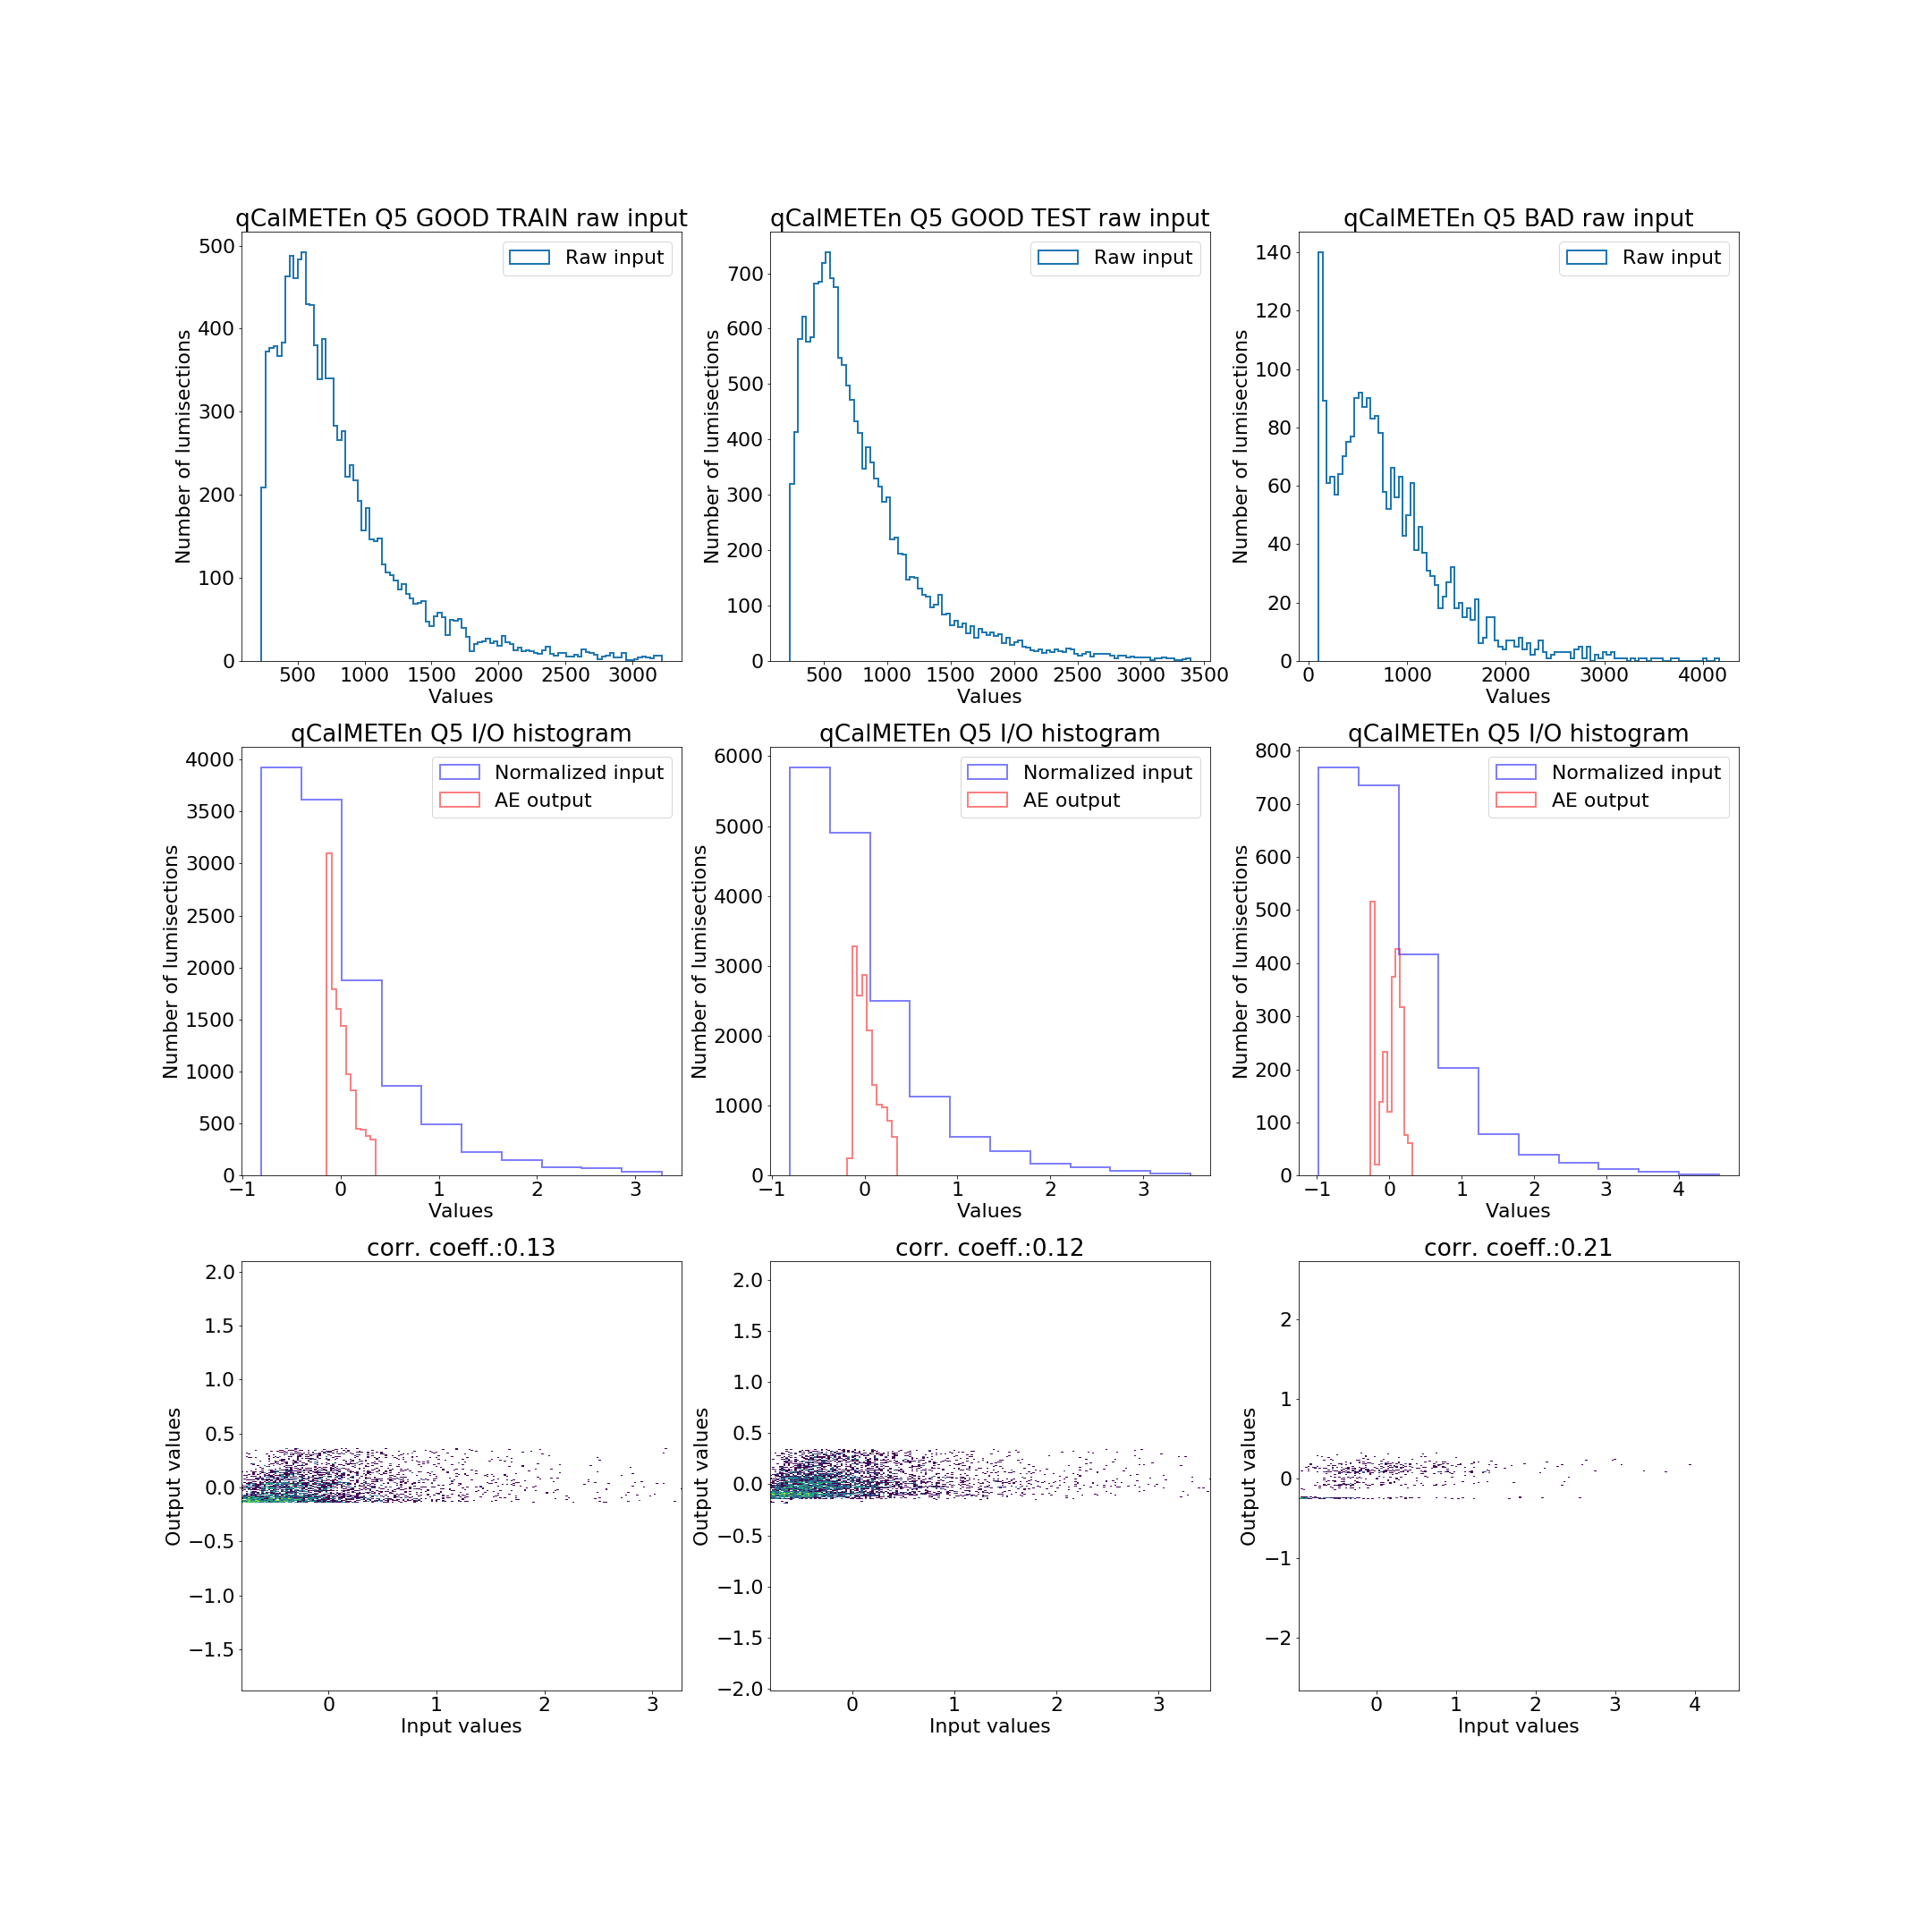 qCalMETEn Q5 GOOD TRAIN raw input
Raw input
Number of lumisections
500
400
300
200
100
0
500 1000 1500 2000 2500 3000
Values
qCalMETEn Q5 GOOD TEST raw input
Raw input
Number of lumisections
700
600
500
400
300
200
100
0
500 1000 1500 2000 2500 3000 3500
Values
qCalMETEn Q5 BAD raw input
Raw input
Number of lumisections
140
120
100
80
60
40
20
0
0 1000 2000 3000 4000
Values
qCalMETEn Q5 I/O histogram
Normalized input
AE output
Number of lumisections
4000
3500
3000
2500
2000
1500
1000
500
0
−1 0 1 2 3
Values
qCalMETEn Q5 I/O histogram
Normalized input
AE output
Number of lumisections
6000
5000
4000
3000
2000
1000
0
−1 0 1 2 3
Values
qCalMETEn Q5 I/O histogram
Normalized input
AE output
Number of lumisections
800
700
600
500
400
300
200
100
0
−1 0 1 2 3 4
Values
corr. coeff.:0.13
Output values
2.0
1.5
1.0
0.5
0.0
−0.5
−1.0
−1.5
0 1 2 3
Input values
corr. coeff.:0.12
Output values
2.0
1.5
1.0
0.5
0.0
−0.5
−1.0
−1.5
−2.0
0 1 2 3
Input values
corr. coeff.:0.21
Output values
2
1
0
−1
−2
0 1 2 3 4
Input values